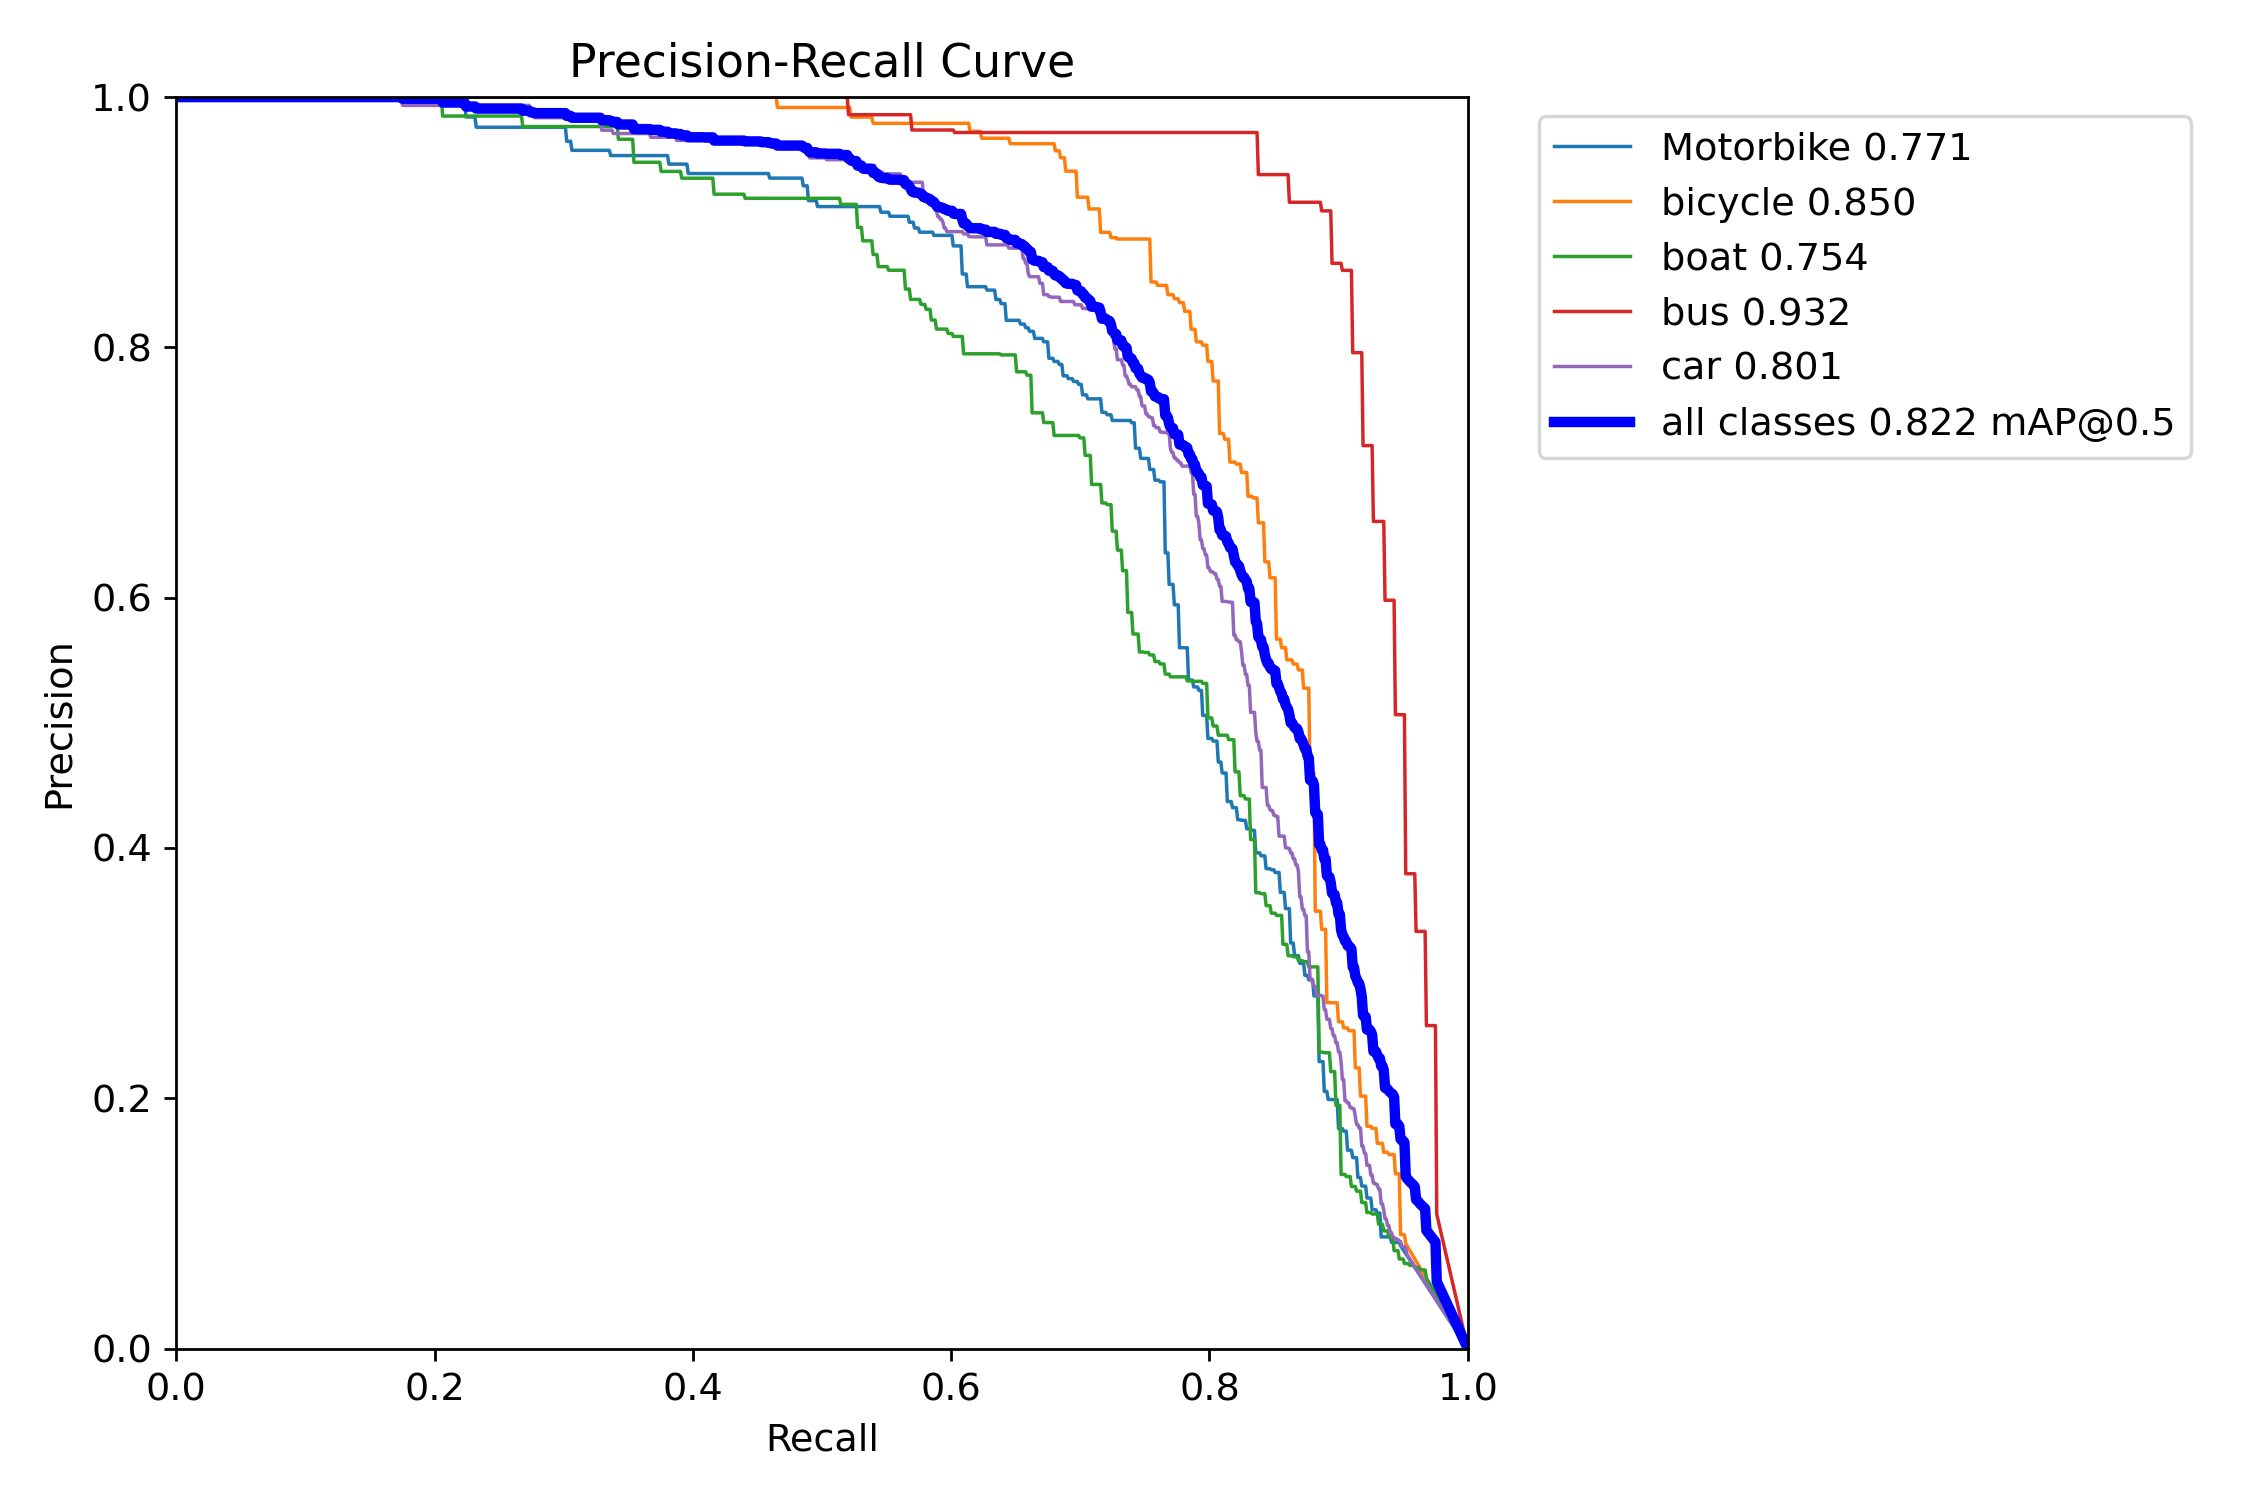 Precision-Recall Curve
1.0
0.8
0.6
0.4
0.2
0.0
Precision
0.0 0.2 0.4 0.6 0.8 1.0
Recall
Motorbike 0.771
bicycle 0.850
boat 0.754
bus 0.932
car 0.801
all classes 0.822 mAP@0.5